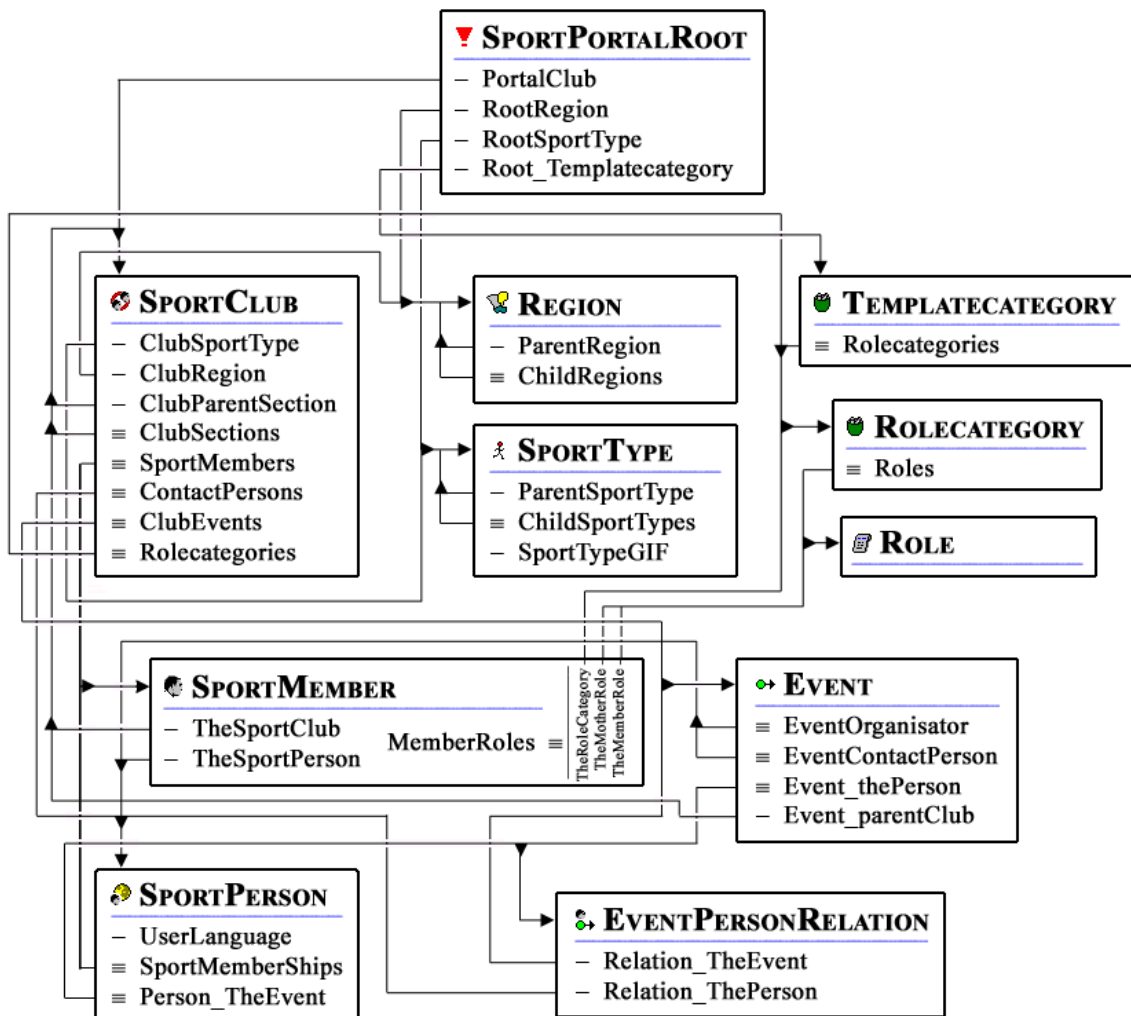 SPORTPORTALROOT
– PortalClub
– RootRegion
– RootSportType
– Root_Templatecategory
SPORTCLUB
– ClubSportType
– ClubRegion
– ClubParentSection
≡ ClubSections
≡ SportMembers
≡ ContactPersons
≡ ClubEvents
≡ Rolecategories
REGION
– ParentRegion
≡ ChildRegions
TEMPLATECATEGORY
≡ Rolecategories
SPORTTYPE
– ParentSportType
≡ ChildSportTypes
– SportTypeGIF
ROLECATEGORY
≡ Roles
ROLE
SPORTMEMBER
– TheSportClub
– TheSportPerson
MemberRoles ≡
TheRoleCategory
TheMotherRole
TheMemberRole
EVENT
≡ EventOrganisator
≡ EventContactPerson
≡ Event_thePerson
– Event_parentClub
SPORTPERSON
– UserLanguage
≡ SportMemberShips
≡ Person_TheEvent
EVENTPERSONRELATION
– Relation_TheEvent
– Relation_ThePerson